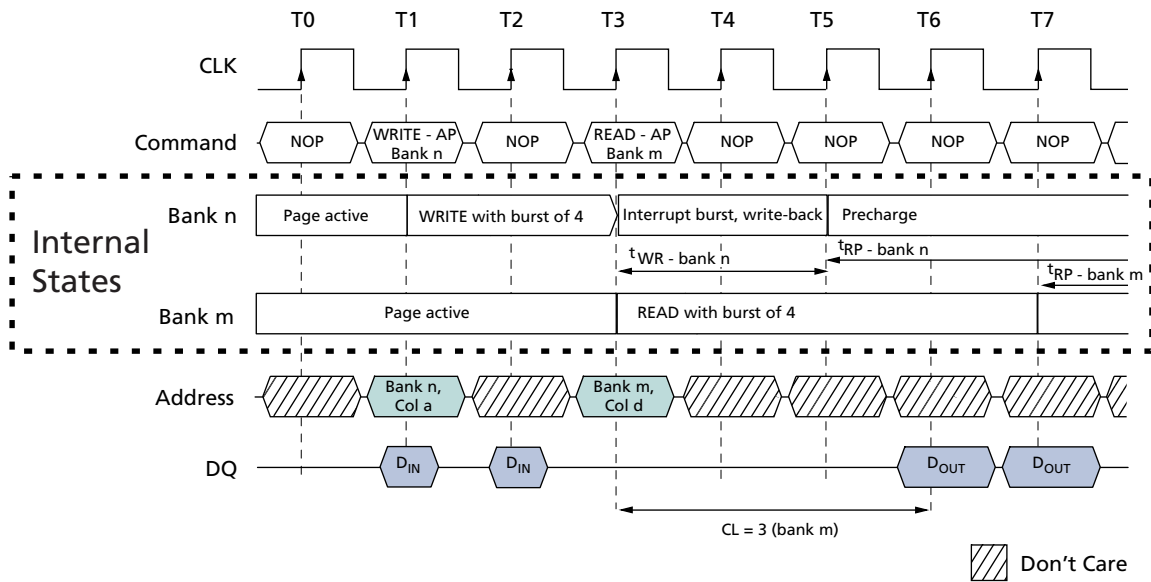 T0 T1 T2 T3 T4 T5 T6 T7
CLK
Command NOP WRITE - AP Bank n NOP READ - AP Bank m NOP NOP NOP NOP
Internal States
Bank n Page active WRITE with burst of 4 Interrupt burst, write-back Precharge
tWR - bank n tRP - bank n
tRP - bank m
Bank m Page active READ with burst of 4
Address Bank n, Col a Bank m, Col d
DQ DIN DIN DOUT DOUT
CL = 3 (bank m)
Don't Care